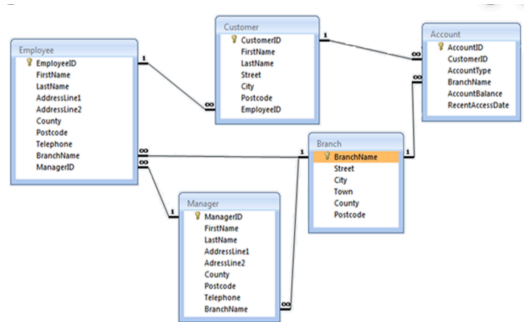 Employee
EmployeeID
FirstName
LastName
AddressLine1
AddressLine2
County
Postcode
Telephone
BranchName
ManagerID
Customer
CustomerID
FirstName
LastName
Street
City
Postcode
EmployeeID
Account
AccountID
CustomerID
AccountType
BranchName
AccountBalance
RecentAccessDate
Branch
BranchName
Street
City
Town
County
Postcode
Manager
ManagerID
FirstName
LastName
AddressLine1
AdressLine2
County
Postcode
Telephone
BranchName
1
∞
1
∞
∞
1
∞
1
∞
1
∞